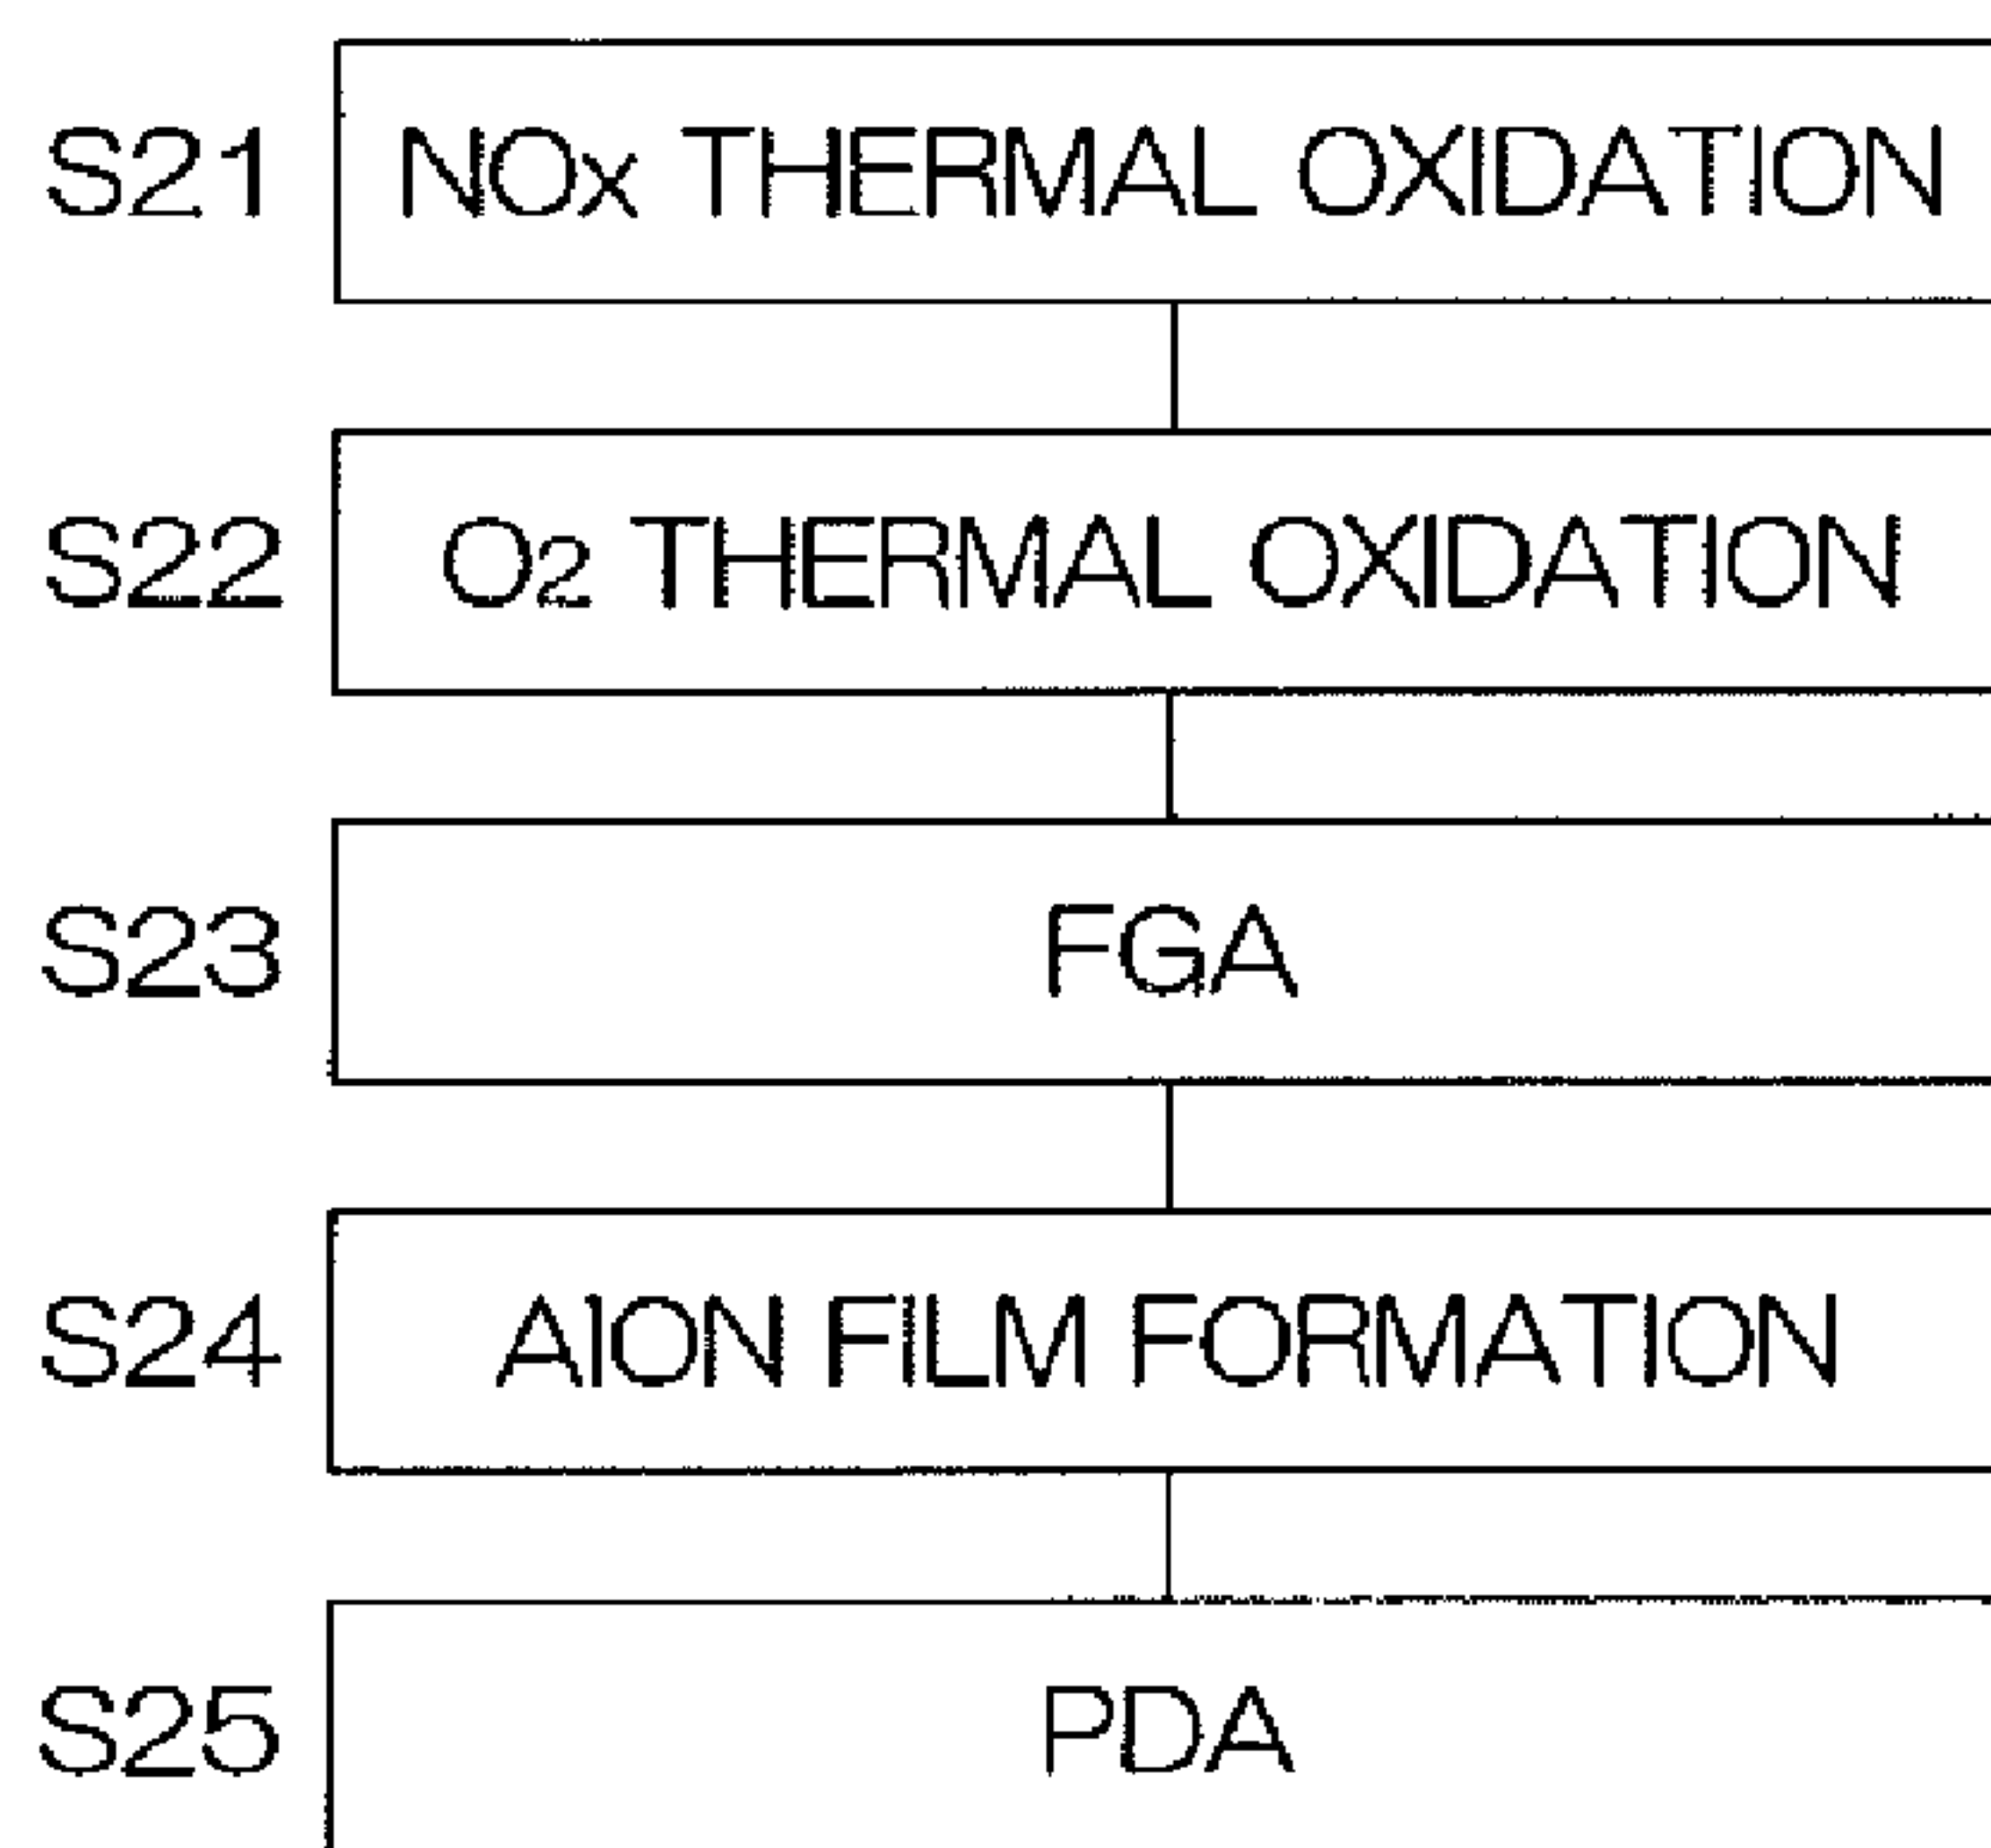 S21 NOx THERMAL OXIDATION
S22 O2 THERMAL OXIDATION
S23 FGA
S24 AlON FILM FORMATION
S25 PDA